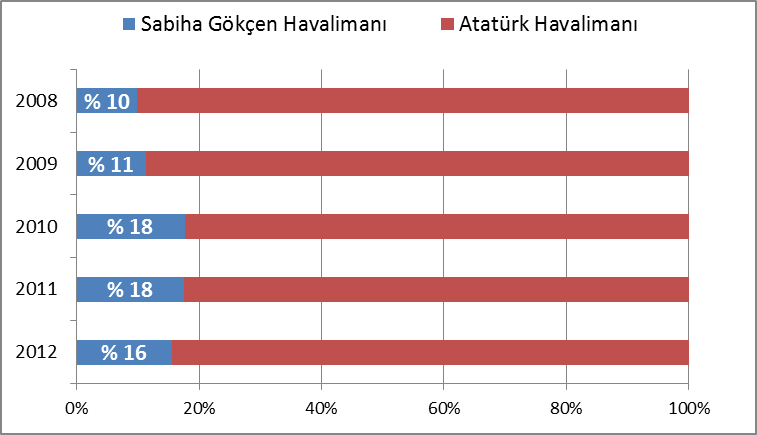 Sabiha Gökçen Havalimanı Atatürk Havalimanı
2008 % 10
2009 % 11
2010 % 18
2011 % 18
2012 % 16
0% 20% 40% 60% 80% 100%